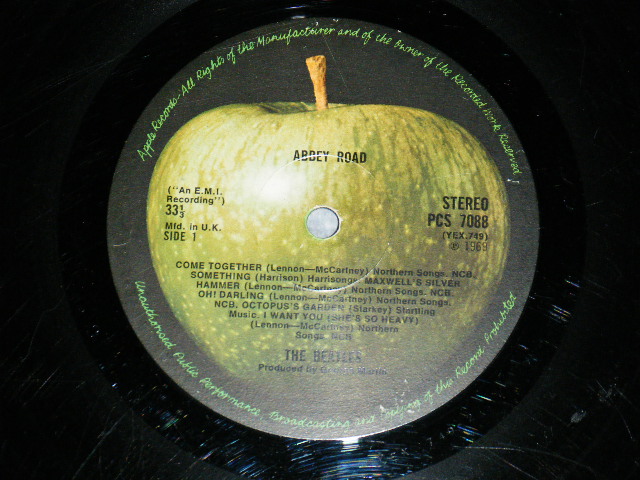 Apple Records-All Rights of the Manufacturer and of the Owner of the Recorded Work Reserved
ABBEY ROAD
("An E.M.I.
Recording")
33⅓
Mfd. in U.K.
SIDE 1
STEREO
PCS 7088
(YEX.749)
℗ 1969
COME TOGETHER (Lennon—McCartney) Northern Songs. NCB.
SOMETHING (Harrison) Harrisongs MAXWELL'S SILVER
HAMMER (Lennon—McCartney) Northern Songs. NCB.
OH! DARLING (Lennon—McCartney) Northern Songs.
NCB. OCTOPUS'S GARDEN (Starkey) Startling
Music. I WANT YOU (SHE'S SO HEAVY)
(Lennon—McCartney) Northern
Songs. NCB
THE BEATLES
Produced by George Martin
Unauthorised Public Performance Broadcasting and Copying of this Record Prohibited